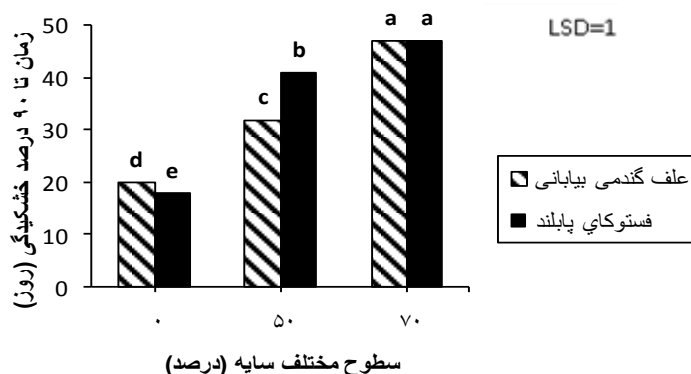 LSD=1
زمان تا ۹۰ درصد خشکیدگی (روز)
50
40
30
20
10
0
a a
b
c
d
e
علف گندمی بیابانی
فستوکاي پابلند
۰ ۵۰ ۷۰
سطوح مختلف سایه (درصد)